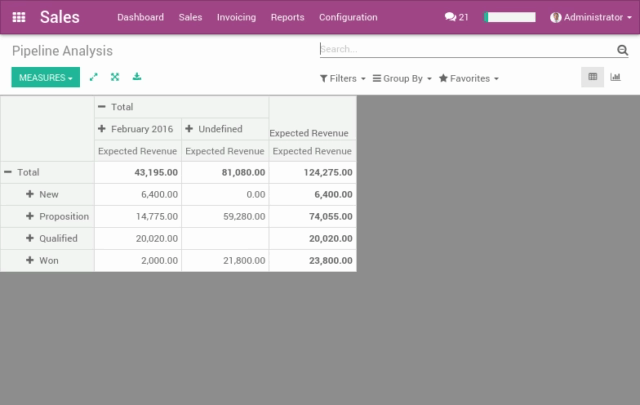 Sales Dashboard Sales Invoicing Reports Configuration 21 Administrator
Pipeline Analysis Search...
MEASURES Filters Group By Favorites
Total
February 2016 Undefined Expected Revenue
Expected Revenue Expected Revenue Expected Revenue
Total 43,195.00 81,080.00 124,275.00
New 6,400.00 0.00 6,400.00
Proposition 14,775.00 59,280.00 74,055.00
Qualified 20,020.00 20,020.00
Won 2,000.00 21,800.00 23,800.00